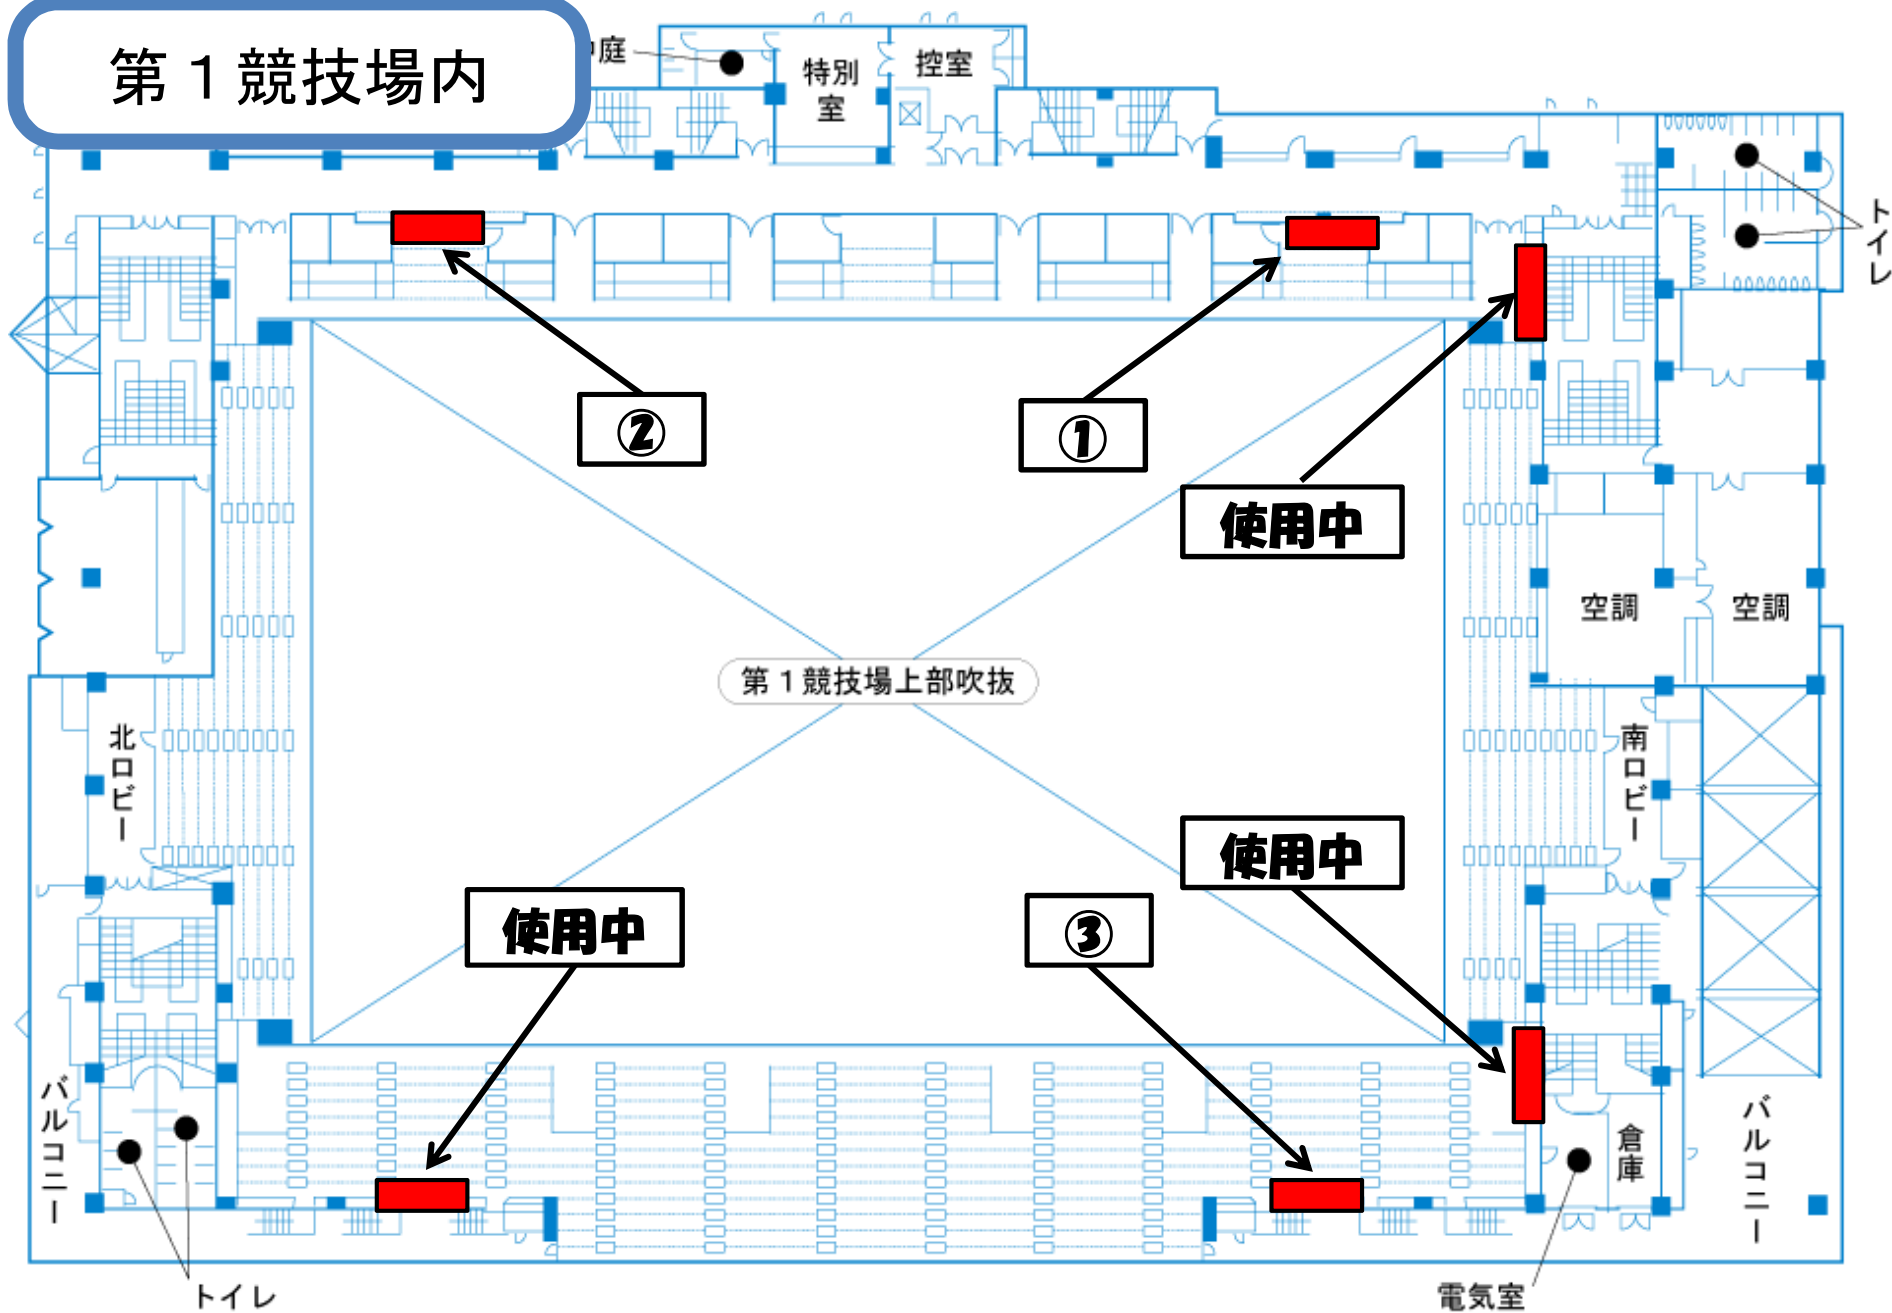 第１競技場内
庭
特別
室
控室
トイレ
②
①
使用中
空調
空調
第１競技場上部吹抜
北ロビー
南ロビー
使用中
使用中
③
バルコニー
倉庫
バルコニー
トイレ
電気室